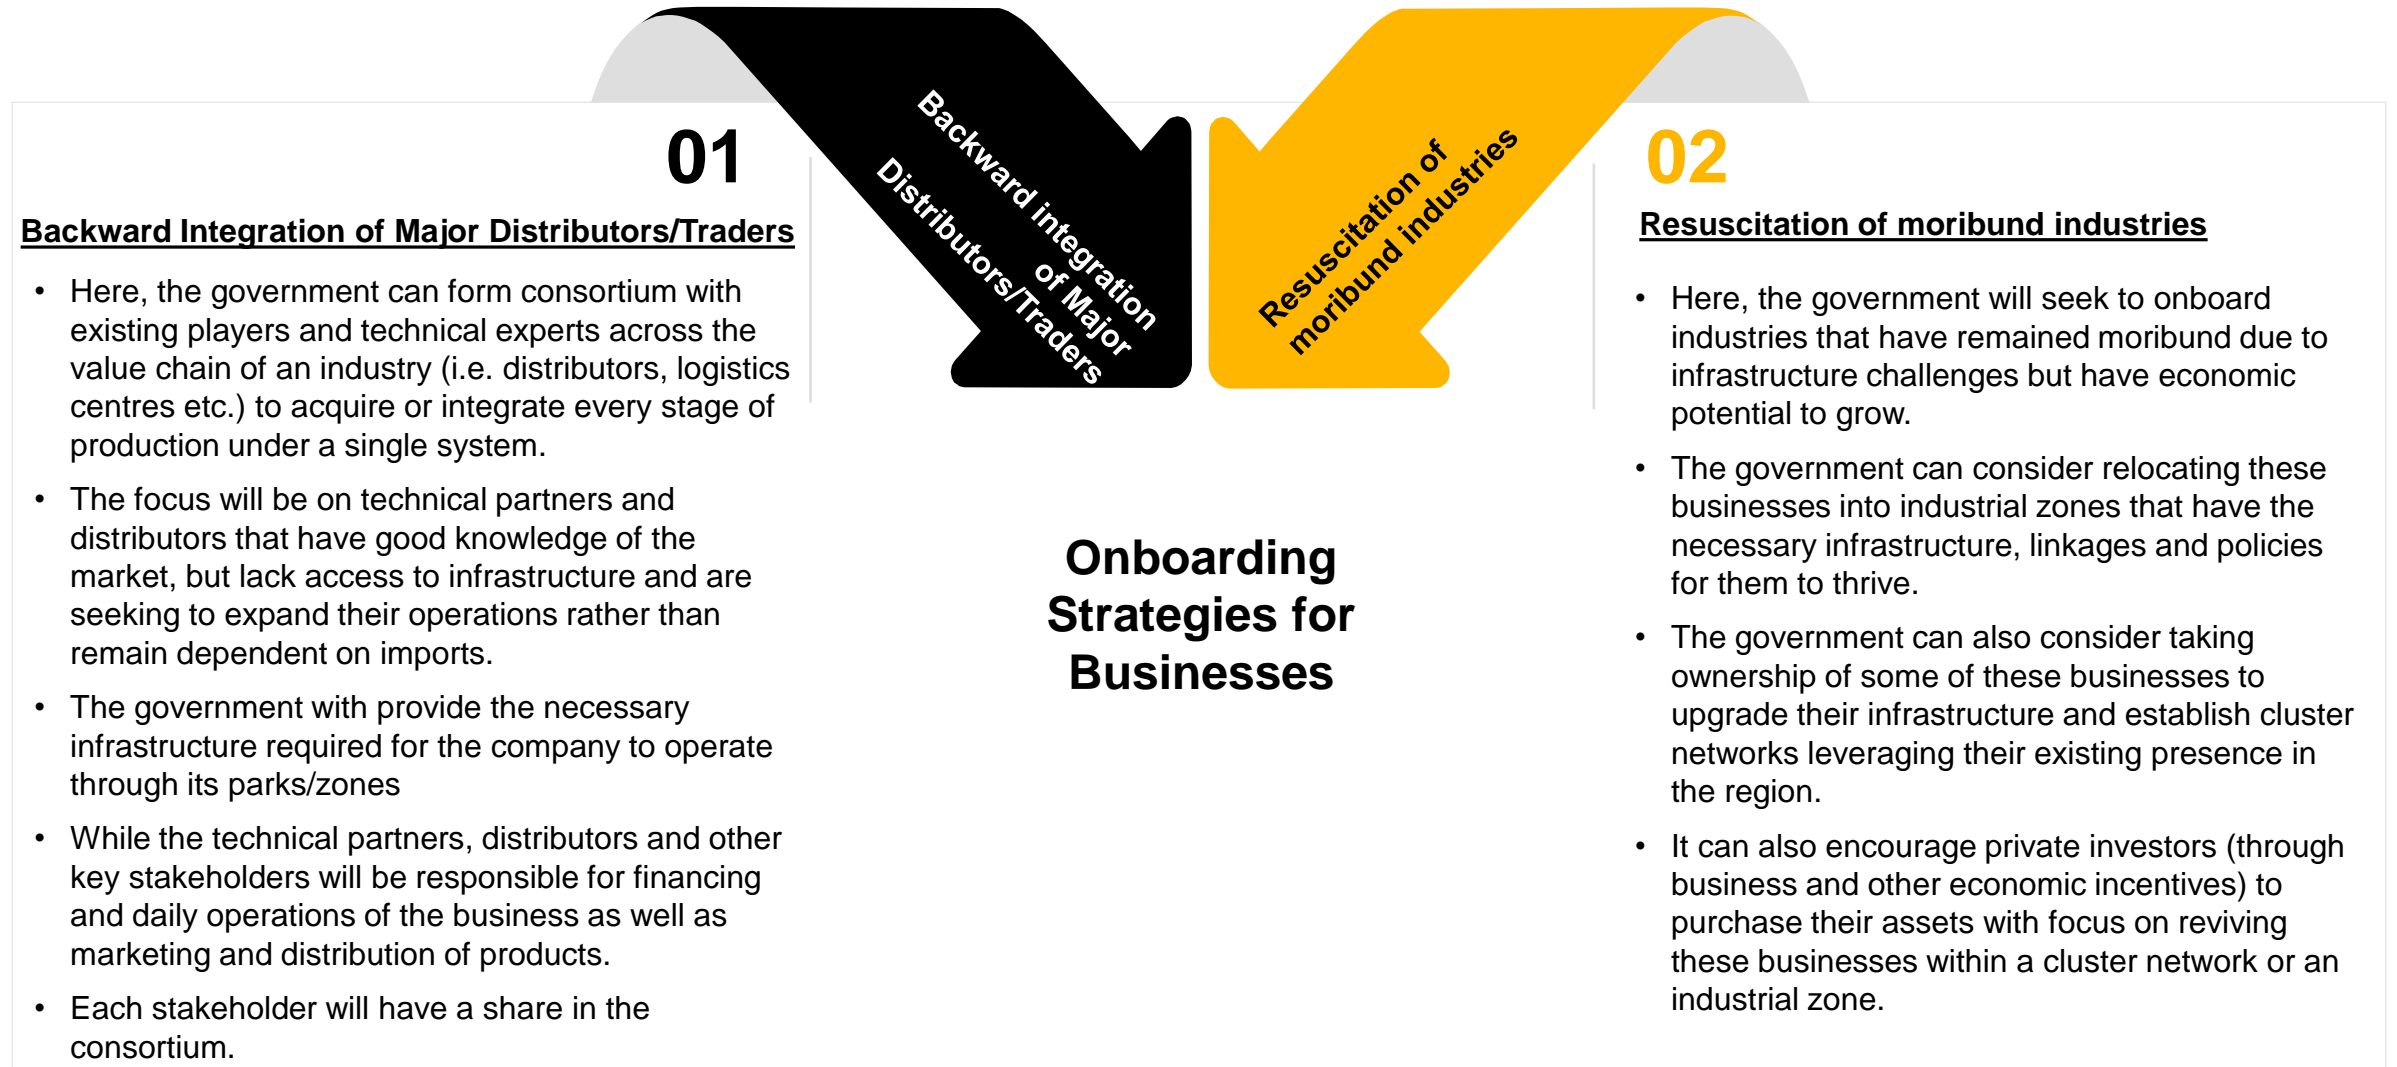 01
Backward Integration of Major Distributors/Traders
• Here, the government can form consortium with
existing players and technical experts across the
value chain of an industry (i.e. distributors, logistics
centres etc.) to acquire or integrate every stage of
production under a single system.
• The focus will be on technical partners and
distributors that have good knowledge of the
market, but lack access to infrastructure and are
seeking to expand their operations rather than
remain dependent on imports.
• The government with provide the necessary
infrastructure required for the company to operate
through its parks/zones
• While the technical partners, distributors and other
key stakeholders will be responsible for financing
and daily operations of the business as well as
marketing and distribution of products.
• Each stakeholder will have a share in the
consortium.
Backward integration
of Major
Distributors/Traders
Resuscitation of
moribund industries
Onboarding
Strategies for
Businesses
02
Resuscitation of moribund industries
• Here, the government will seek to onboard
industries that have remained moribund due to
infrastructure challenges but have economic
potential to grow.
• The government can consider relocating these
businesses into industrial zones that have the
necessary infrastructure, linkages and policies
for them to thrive.
• The government can also consider taking
ownership of some of these businesses to
upgrade their infrastructure and establish cluster
networks leveraging their existing presence in
the region.
• It can also encourage private investors (through
business and other economic incentives) to
purchase their assets with focus on reviving
these businesses within a cluster network or an
industrial zone.